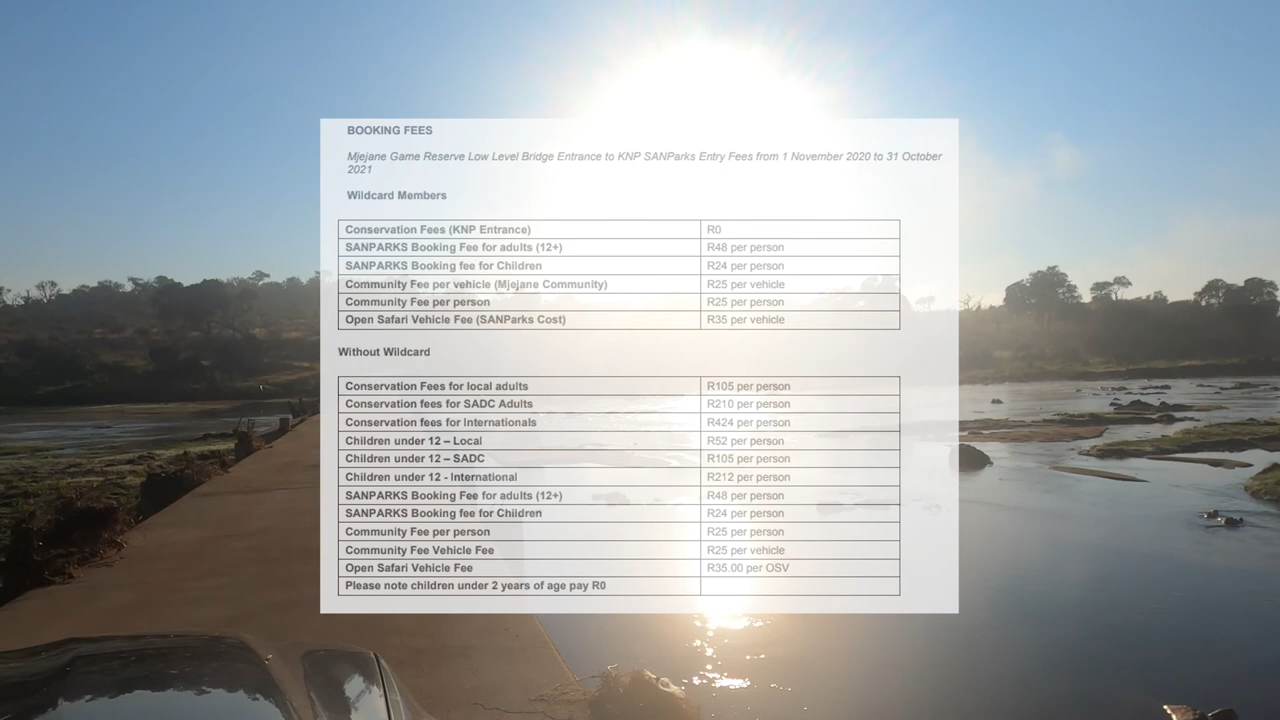 BOOKING FEES
Mjejane Game Reserve Low Level Bridge Entrance to KNP SANParks Entry Fees from 1 November 2020 to 31 October
2021
Wildcard Members
Conservation Fees (KNP Entrance) R0
SANPARKS Booking Fee for adults (12+) R48 per person
SANPARKS Booking fee for Children R24 per person
Community Fee per vehicle (Mjejane Community) R25 per vehicle
Community Fee per person R25 per person
Open Safari Vehicle Fee (SANParks Cost) R35 per vehicle
Without Wildcard
Conservation Fees for local adults R105 per person
Conservation fees for SADC Adults R210 per person
Conservation fees for Internationals R424 per person
Children under 12 – Local R52 per person
Children under 12 – SADC R105 per person
Children under 12 - International R212 per person
SANPARKS Booking Fee for adults (12+) R48 per person
SANPARKS Booking fee for Children R24 per person
Community Fee per person R25 per person
Community Fee Vehicle Fee R25 per vehicle
Open Safari Vehicle Fee R35.00 per OSV
Please note children under 2 years of age pay R0